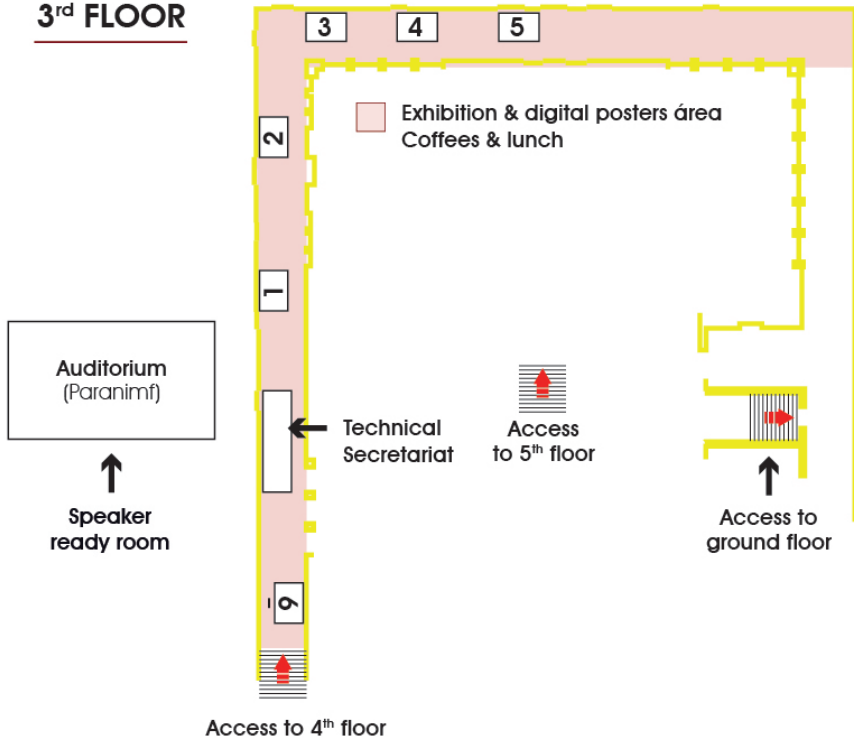 3rd FLOOR
3
4
5
Exhibition & digital posters área
Coffees & lunch
2
1
Auditorium
(Paranimf)
Technical
Secretariat
Access
to 5th floor
Speaker
ready room
Access to
ground floor
6
Access to 4th floor